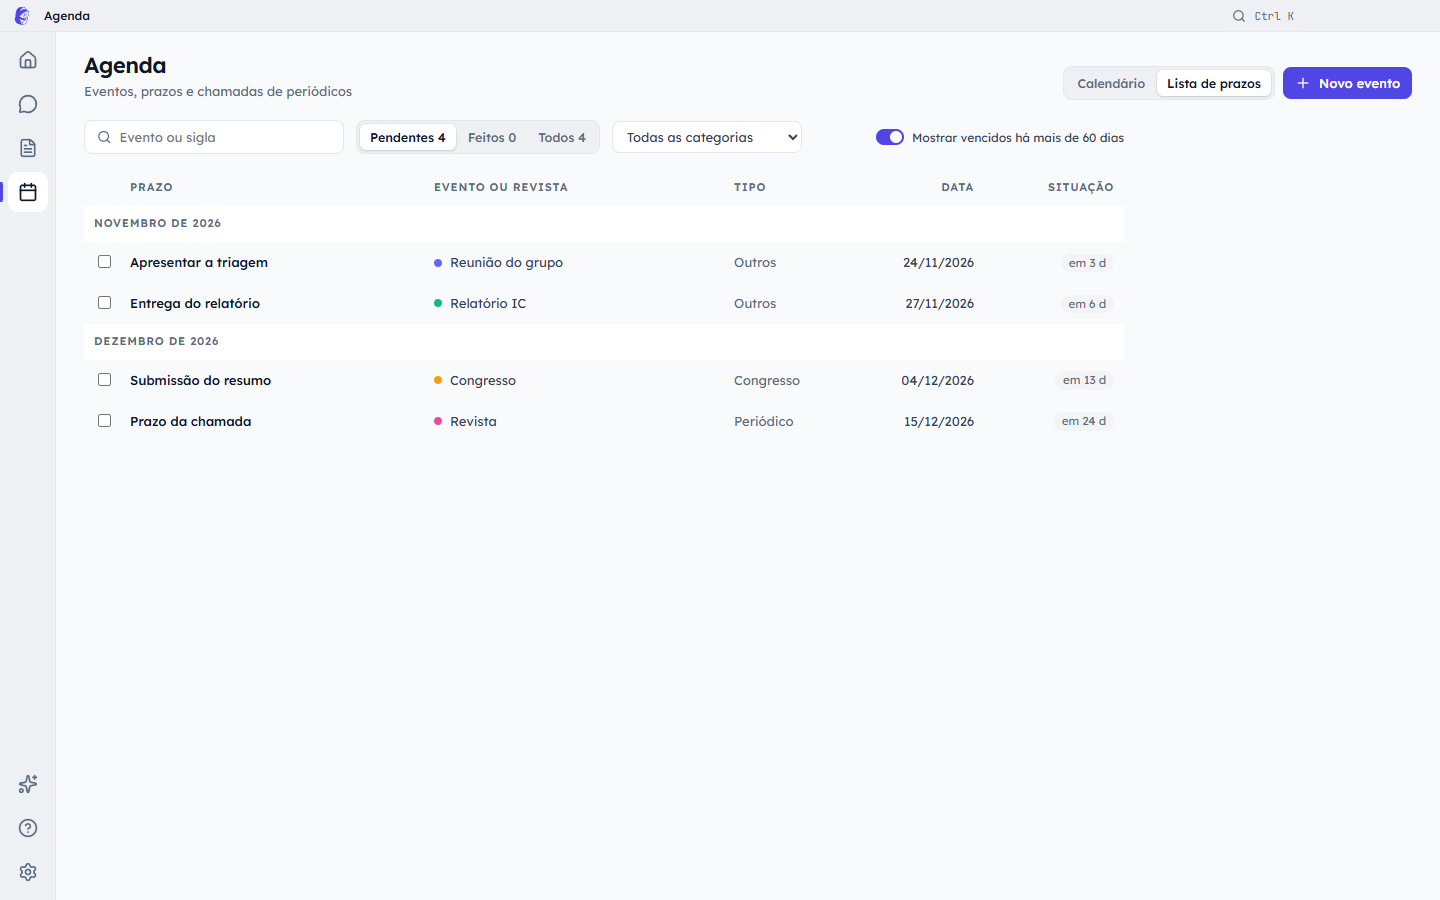 Agenda
Ctrl K
Agenda
Eventos, prazos e chamadas de periódicos
Calendário
Lista de prazos
Novo evento
Evento ou sigla
Pendentes 4
Feitos 0
Todos 4
Todas as categorias
Mostrar vencidos há mais de 60 dias
PRAZO EVENTO OU REVISTA TIPO DATA SITUAÇÃO
NOVEMBRO DE 2026
Apresentar a triagem Reunião do grupo Outros 24/11/2026 em 3 d
Entrega do relatório Relatório IC Outros 27/11/2026 em 6 d
DEZEMBRO DE 2026
Submissão do resumo Congresso Congresso 04/12/2026 em 13 d
Prazo da chamada Revista Periódico 15/12/2026 em 24 d